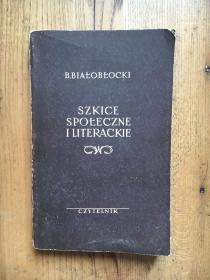 B. BIAŁOBŁOCKI
SZKICE
SPOŁECZNE
I LITERACKIE
CZYTELNIK